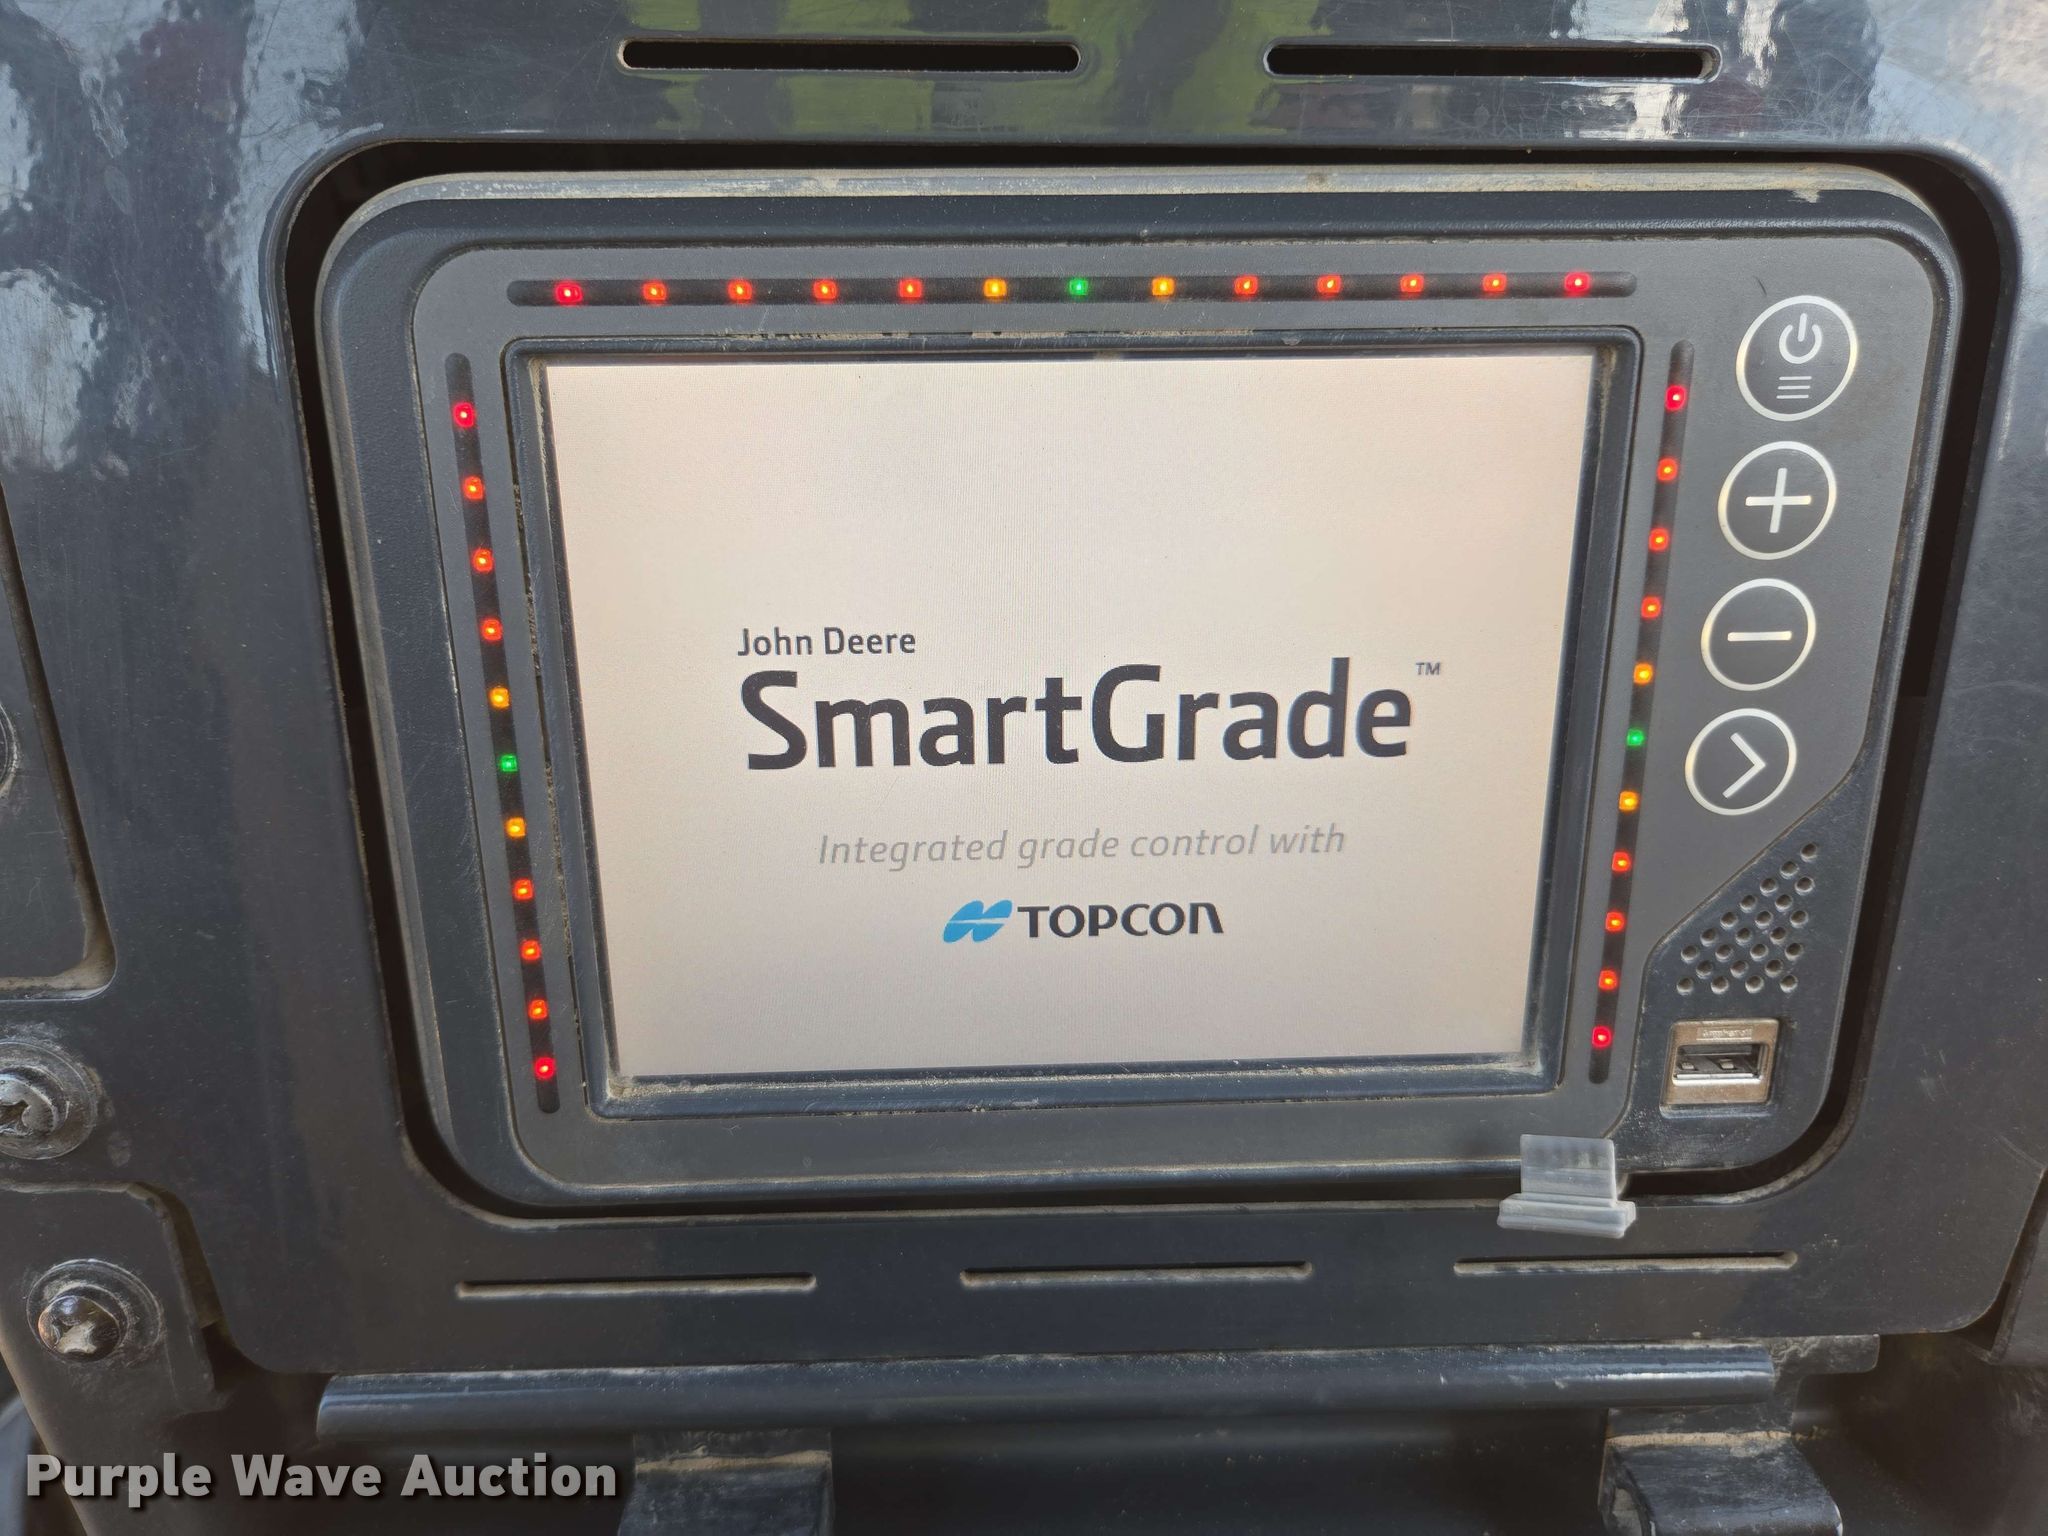 John Deere
SmartGrade™
Integrated grade control with
TOPCON
Purple Wave Auction